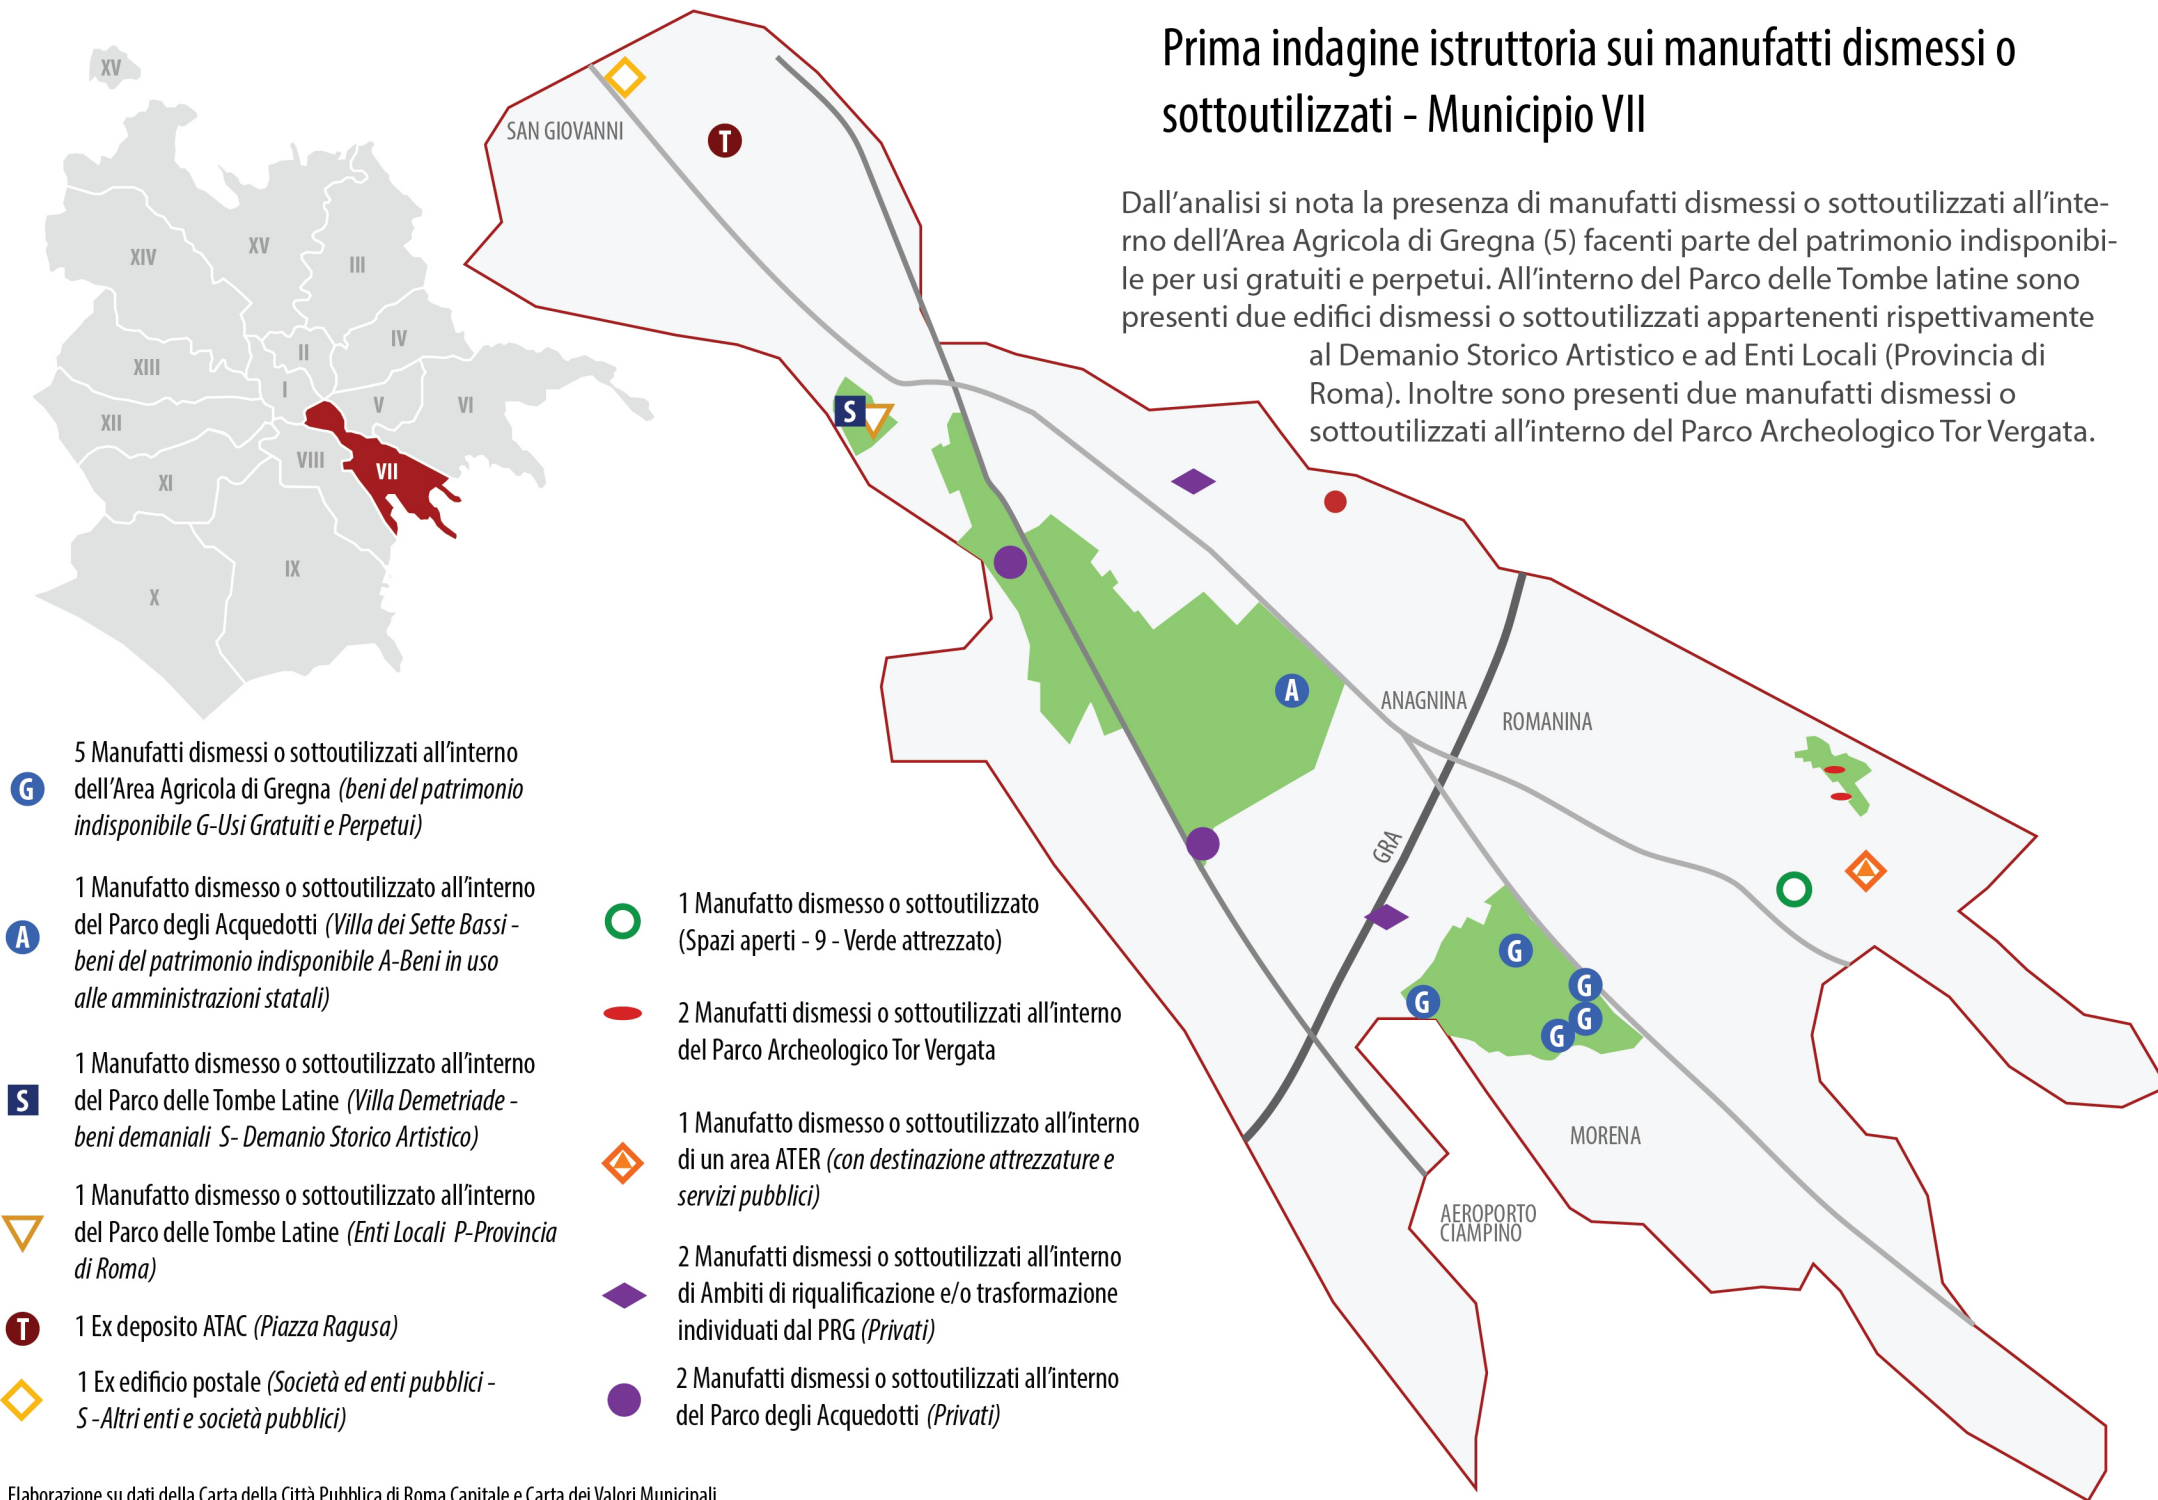 Prima indagine istruttoria sui manufatti dismessi o
sottoutilizzati - Municipio VII
Dall'analisi si nota la presenza di manufatti dismessi o sottoutilizzati all'inte-
rno dell'Area Agricola di Gregna (5) facenti parte del patrimonio indisponibi-
le per usi gratuiti e perpetui. All'interno del Parco delle Tombe latine sono
presenti due edifici dismessi o sottoutilizzati appartenenti rispettivamente
al Demanio Storico Artistico e ad Enti Locali (Provincia di
Roma). Inoltre sono presenti due manufatti dismessi o
sottoutilizzati all'interno del Parco Archeologico Tor Vergata.
XV
XIV
XV
III
XIII
II
IV
I
XII
V
VI
VIII
VII
XI
IX
X
SAN GIOVANNI
T
S
A
ANAGNINA
ROMANINA
GRA
G
G
G
G
G
MORENA
AEROPORTO
CIAMPINO
G
5 Manufatti dismessi o sottoutilizzati all'interno
dell'Area Agricola di Gregna (beni del patrimonio
indisponibile G-Usi Gratuiti e Perpetui)
A
1 Manufatto dismesso o sottoutilizzato all'interno
del Parco degli Acquedotti (Villa dei Sette Bassi -
beni del patrimonio indisponibile A-Beni in uso
alle amministrazioni statali)
S
1 Manufatto dismesso o sottoutilizzato all'interno
del Parco delle Tombe Latine (Villa Demetriade -
beni demaniali S- Demanio Storico Artistico)
1 Manufatto dismesso o sottoutilizzato all'interno
del Parco delle Tombe Latine (Enti Locali P-Provincia
di Roma)
T
1 Ex deposito ATAC (Piazza Ragusa)
1 Ex edificio postale (Società ed enti pubblici -
S -Altri enti e società pubblici)
1 Manufatto dismesso o sottoutilizzato
(Spazi aperti - 9 - Verde attrezzato)
2 Manufatti dismessi o sottoutilizzati all'interno
del Parco Archeologico Tor Vergata
1 Manufatto dismesso o sottoutilizzato all'interno
di un area ATER (con destinazione attrezzature e
servizi pubblici)
2 Manufatti dismessi o sottoutilizzati all'interno
di Ambiti di riqualificazione e/o trasformazione
individuati dal PRG (Privati)
2 Manufatti dismessi o sottoutilizzati all'interno
del Parco degli Acquedotti (Privati)
Elaborazione su dati della Carta della Città Pubblica di Roma Capitale e Carta dei Valori Municipali